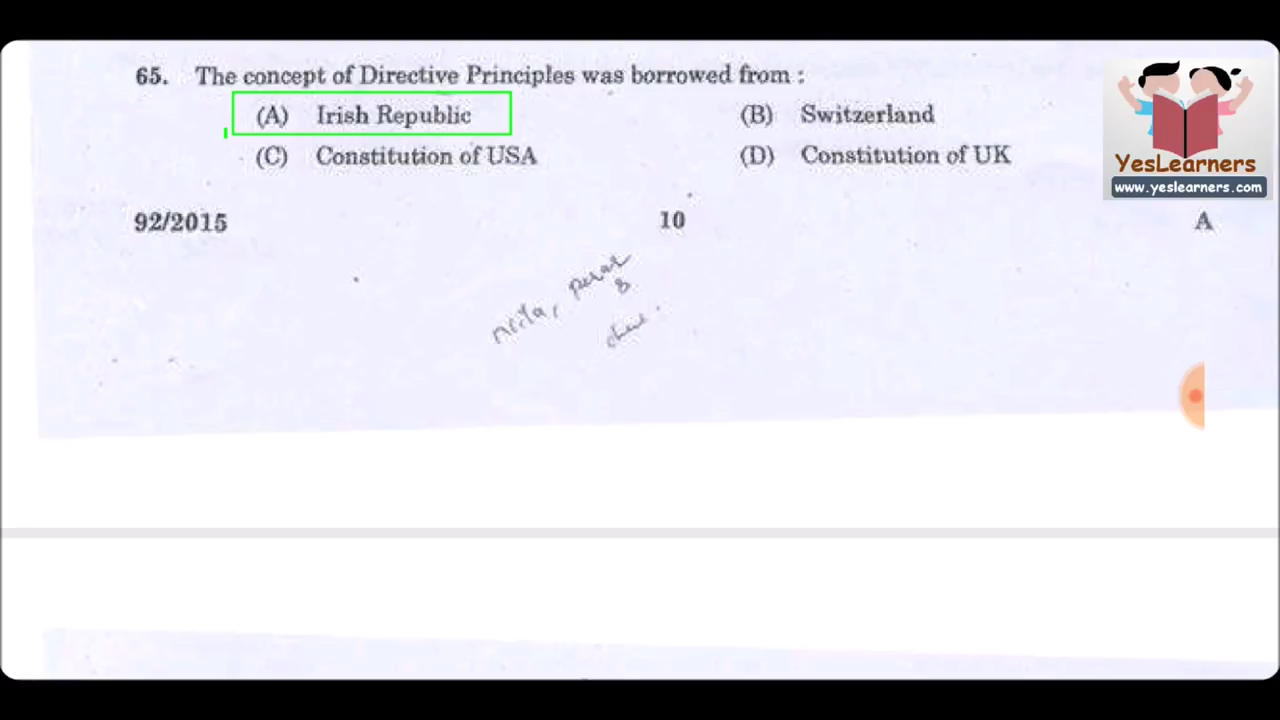 65. The concept of Directive Principles was borrowed from :
(A) Irish Republic (B) Switzerland
(C) Constitution of USA (D) Constitution of UK
YesLearners
www.yeslearners.com
92/2015 10 A